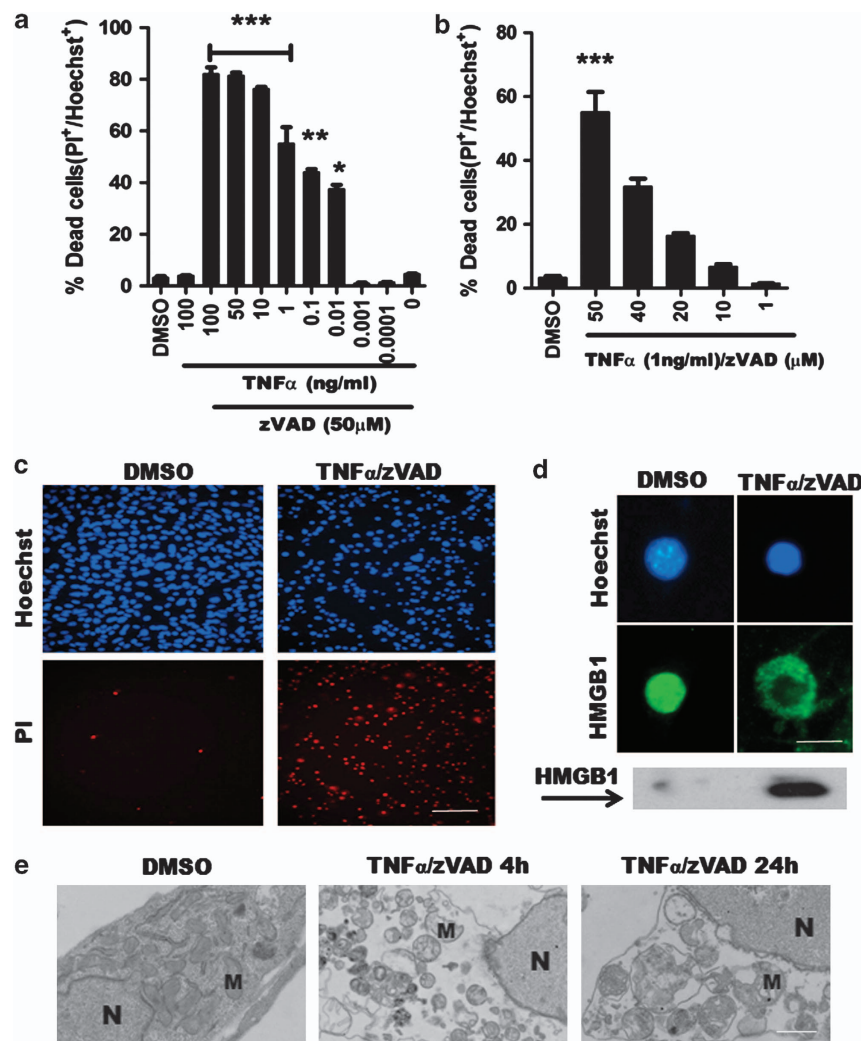 a
% Dead cells(PI+/Hoechst+)
100
80
60
40
20
0
***
**
*
DMSO
100
100
50
10
1
0.1
0.01
0.001
0.0001
0
TNFα (ng/ml)
zVAD (50μM)
b
% Dead cells(PI+/Hoechst+)
80
60
40
20
0
***
DMSO
50
40
20
10
1
TNFα (1ng/ml)/zVAD (μM)
c
DMSO
TNFα/zVAD
Hoechst
PI
d
DMSO
TNFα/zVAD
Hoechst
HMGB1
HMGB1
e
DMSO
TNFα/zVAD 4h
TNFα/zVAD 24h
N
M
M
N
N
M